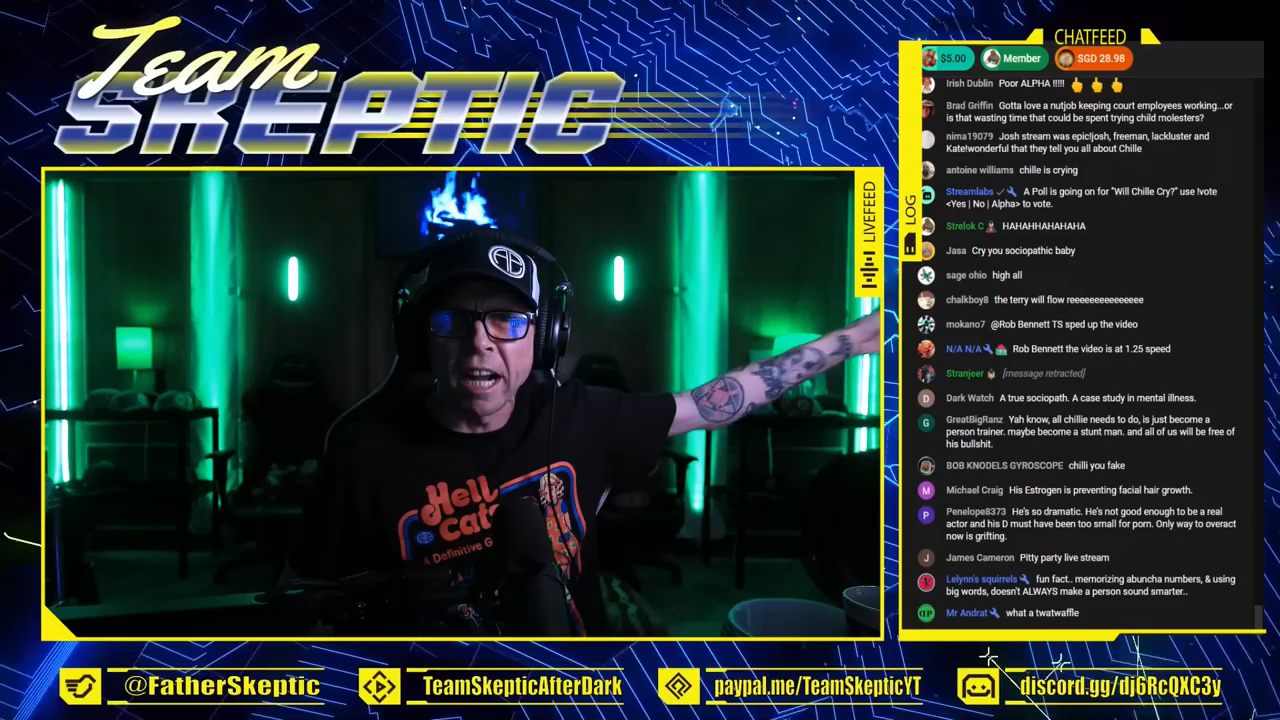 Team
SKEPTIC
CHATFEED
$5.00
Member
SGD 28.98
LIVEFEED
LOG
Irish Dublin Poor ALPHA !!!!!
Brad Griffin Gotta love a nutjob keeping court employees working...or
is that wasting time that could be spent trying child molesters?
nima19079 Josh stream was epic!josh, freeman, lackluster and
Kate!wonderful that they tell you all about Chille
antoine williams chille is crying
Streamlabs A Poll is going on for "Will Chille Cry?" use !vote
<Yes | No | Alpha> to vote.
Strelok C HAHAHHAHAHAHA
Jasa Cry you sociopathic baby
sage ohio high all
chalkboy8 the terry will flow reeeeeeeeeeeeeee
mokano7 @Rob Bennett TS sped up the video
N/A N/A Rob Bennett the video is at 1.25 speed
Stranjeer [message retracted]
D Dark Watch A true sociopath. A case study in mental illness.
G GreatBigRanz Yah know, all chillie needs to do, is just become a
person trainer. maybe become a stunt man. and all of us will be free of
his bullshit.
BOB KNODELS GYROSCOPE chilli you fake
M Michael Craig His Estrogen is preventing facial hair growth.
P Penelope8373 He's so dramatic. He's not good enough to be a real
actor and his D must have been too small for porn. Only way to overact
now is grifting.
J James Cameron Pitty party live stream
Lelynn's squirrels fun fact.. memorizing abuncha numbers, & using
big words, doesn't ALWAYS make a person sound smarter..
Mr Andrat what a twatwaffle
Hell
cats
A Definitive G
@FatherSkeptic
TeamSkepticAfterDark
paypal.me/TeamSkepticYT
discord.gg/dj6RcQXC3v